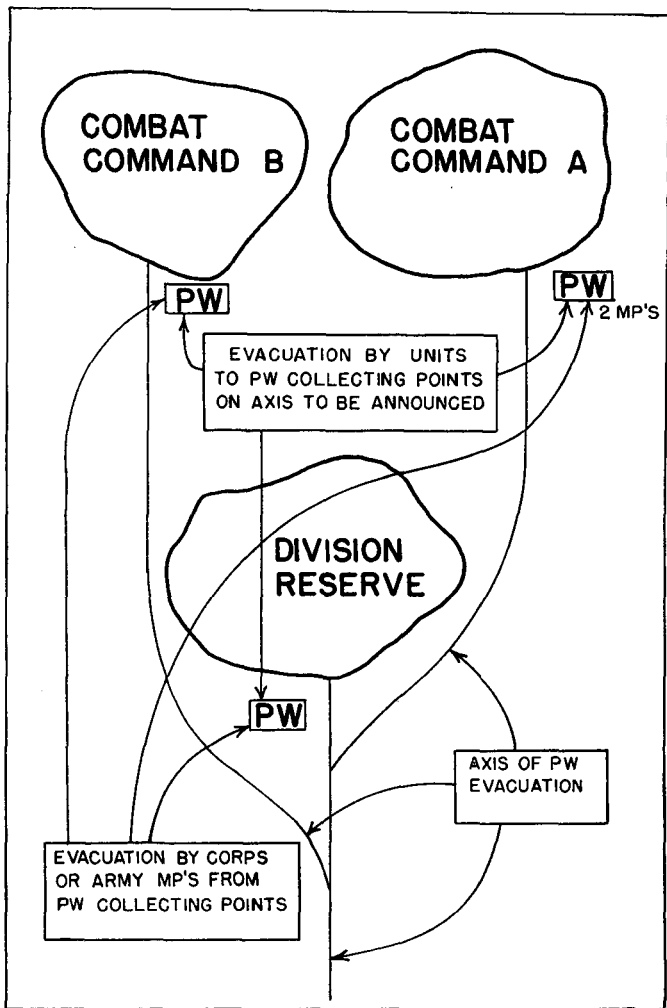 COMBAT
COMMAND B
COMBAT
COMMAND A
PW
PW
2 MP'S
EVACUATION BY UNITS
TO PW COLLECTING POINTS
ON AXIS TO BE ANNOUNCED
DIVISION
RESERVE
PW
AXIS OF PW
EVACUATION
EVACUATION BY CORPS
OR ARMY MP'S FROM
PW COLLECTING POINTS